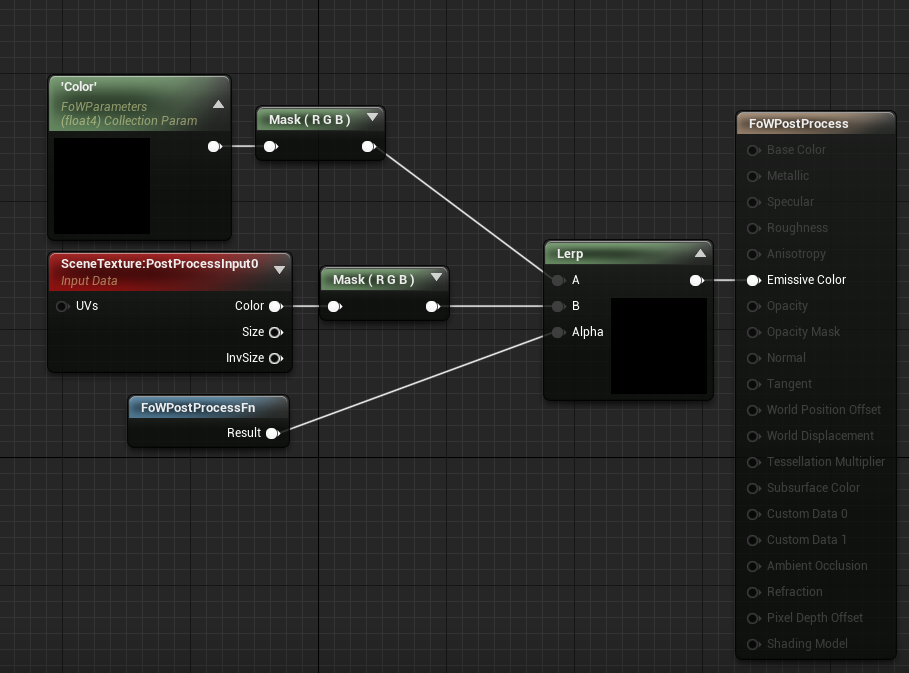 'Color'
FoWParameters
(float4) Collection Param
Mask ( R G B )
SceneTexture:PostProcessInput0
Input Data
UVs
Color
Size
InvSize
Mask ( R G B )
FoWPostProcessFn
Result
Lerp
A
B
Alpha
FoWPostProcess
Base Color
Metallic
Specular
Roughness
Anisotropy
Emissive Color
Opacity
Opacity Mask
Normal
Tangent
World Position Offset
World Displacement
Tessellation Multiplier
Subsurface Color
Custom Data 0
Custom Data 1
Ambient Occlusion
Refraction
Pixel Depth Offset
Shading Model